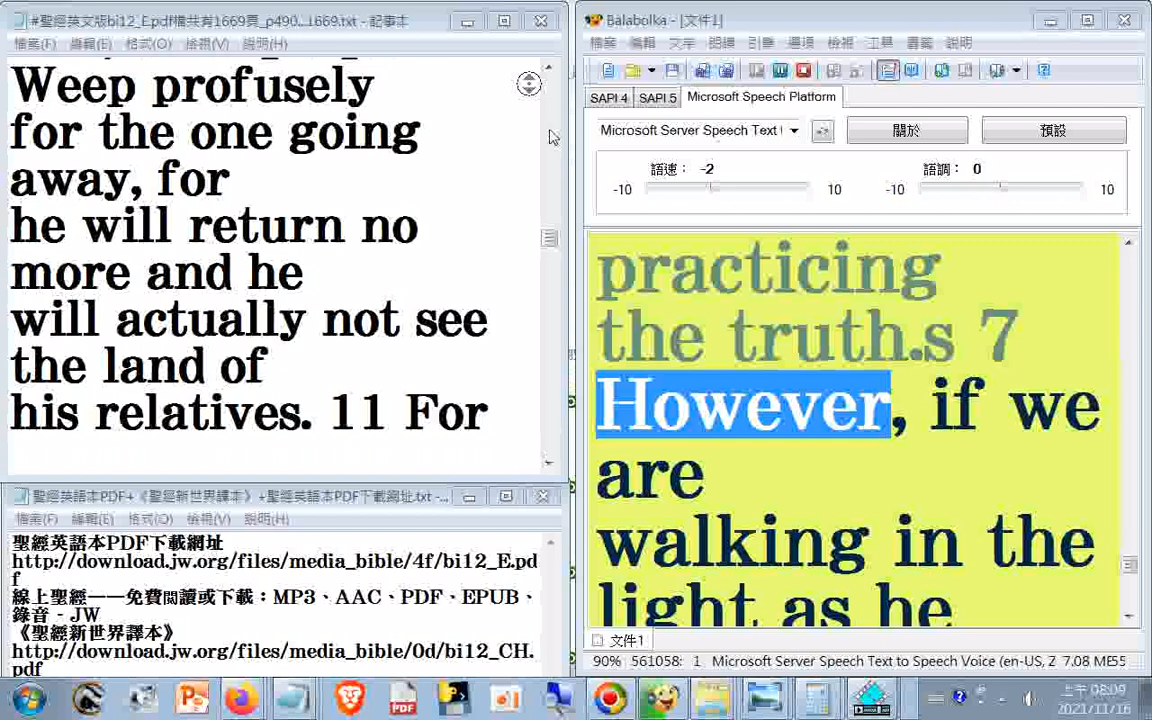 #聖經英文版bi12_E.pdf檔共有1669頁_p490...1669.txt - 記事本
檔案(F) 編輯(E) 格式(O) 檢視(V) 說明(H)
Weep profusely
for the one going
away, for
he will return no
more and he
will actually not see
the land of
his relatives. 11 For
聖經英語本PDF+《聖經新世界譯本》+聖經英語本PDF下載網址.txt - ...
檔案(F) 編輯(E) 格式(O) 檢視(V) 說明(H)
聖經英語本PDF下載網址
http://download.jw.org/files/media_bible/4f/bi12_E.pd
f
線上聖經——免費閱讀或下載：MP3、AAC、PDF、EPUB、
錄音 - JW
《聖經新世界譯本》
http://download.jw.org/files/media_bible/0d/bi12_CH.
pdf
Balabolka - [文件1]
檔案 編輯 文字 朗讀 引擎 選項 檢視 工具 書籤 說明
SAPI 4 SAPI 5 Microsoft Speech Platform
Microsoft Server Speech Text 關於 預設
語速： -2 語調： 0
-10 10 -10 10
practicing
the truth.s 7
However, if we
are
walking in the
light as he
文件1
90% 561058: 1 Microsoft Server Speech Text to Speech Voice (en-US, Z 7.08 ME55
PDF
上午 08:09
2021/11/16